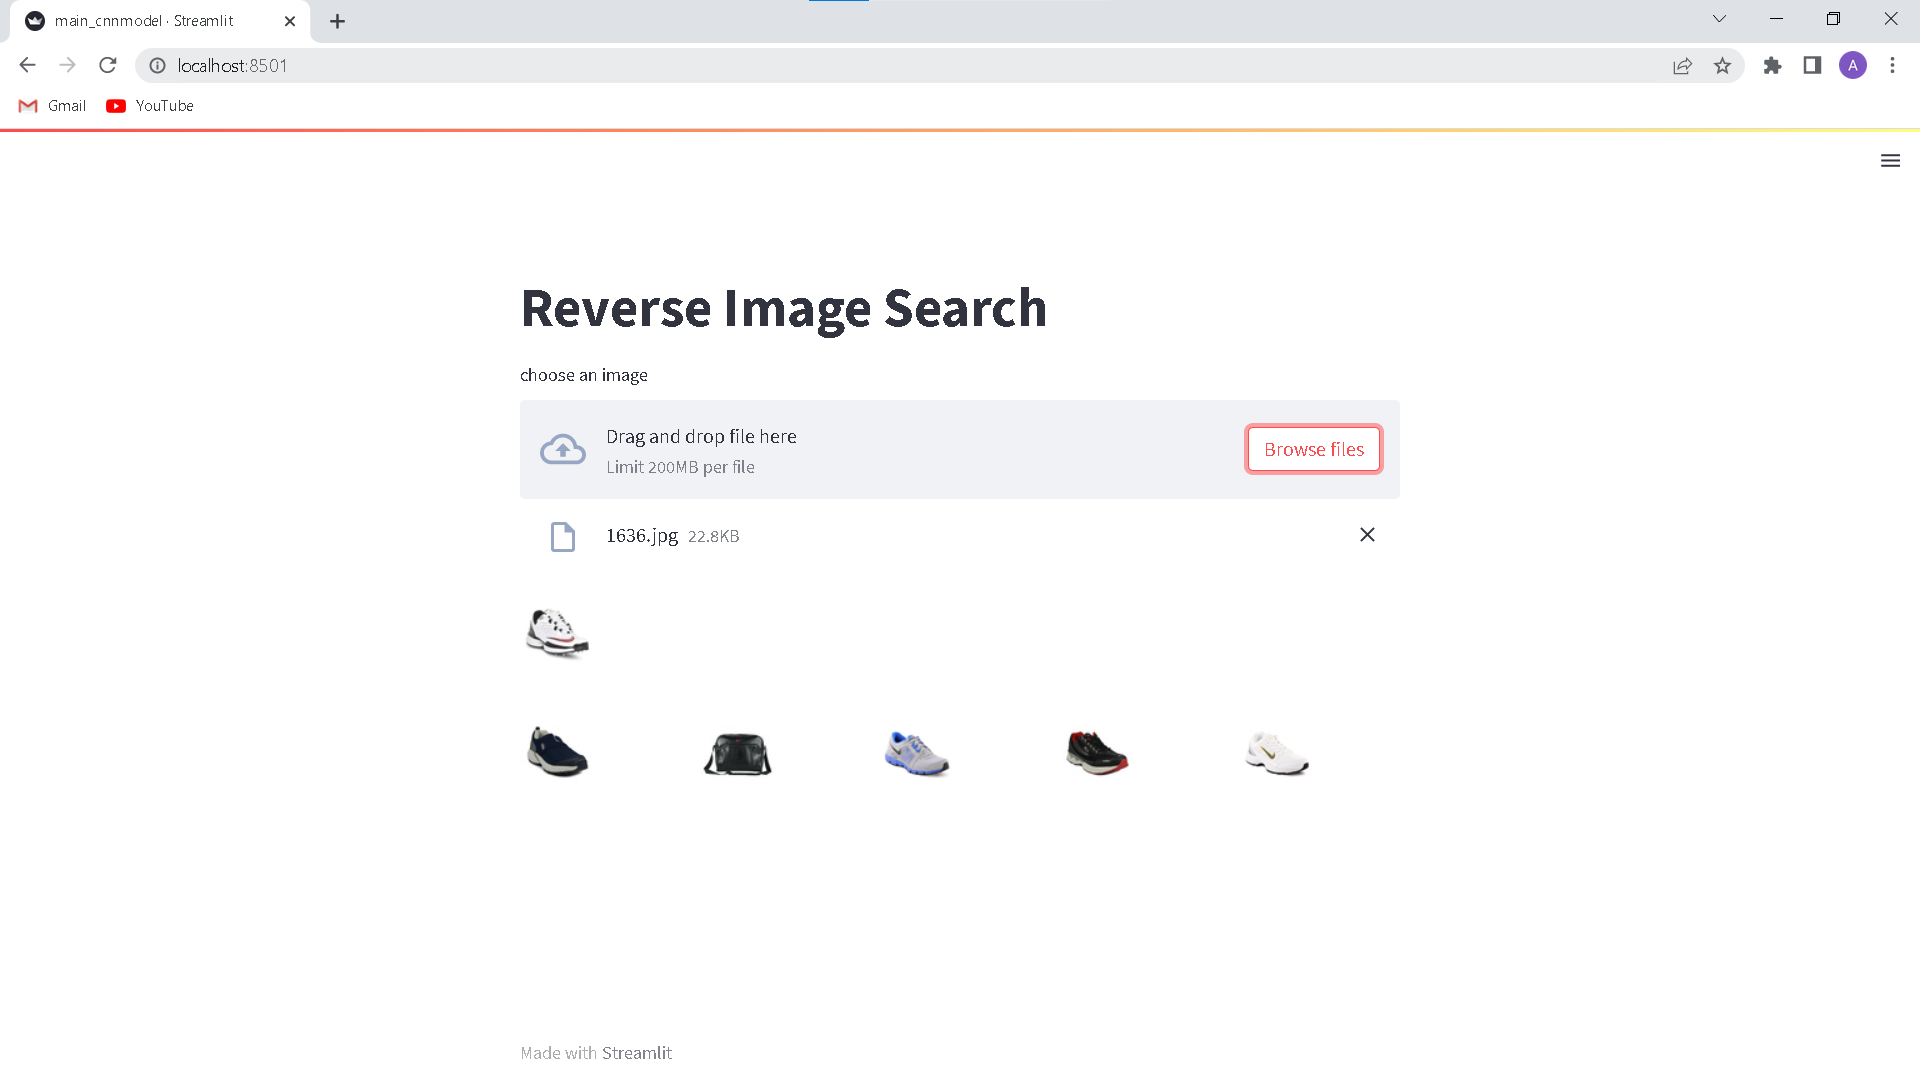 main_cnnmodel · Streamlit
localhost:8501
A
Gmail YouTube
Reverse Image Search
choose an image
Drag and drop file here
Limit 200MB per file
Browse files
1636.jpg 22.8KB
Made with Streamlit